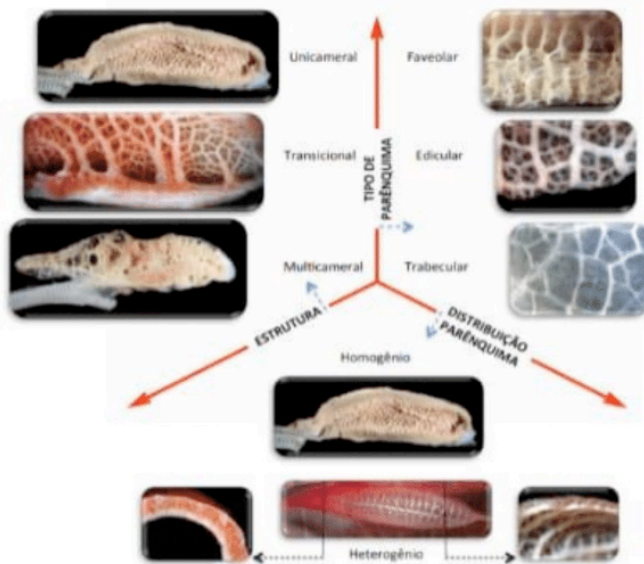 Unicameral Faveolar
Transicional Edicular
TIPO DE
PARÊNQUIMA
Multicameral Trabecular
ESTRUTURA
DISTRIBUIÇÃO
PARÊNQUIMA
Homogênio
Heterogênio